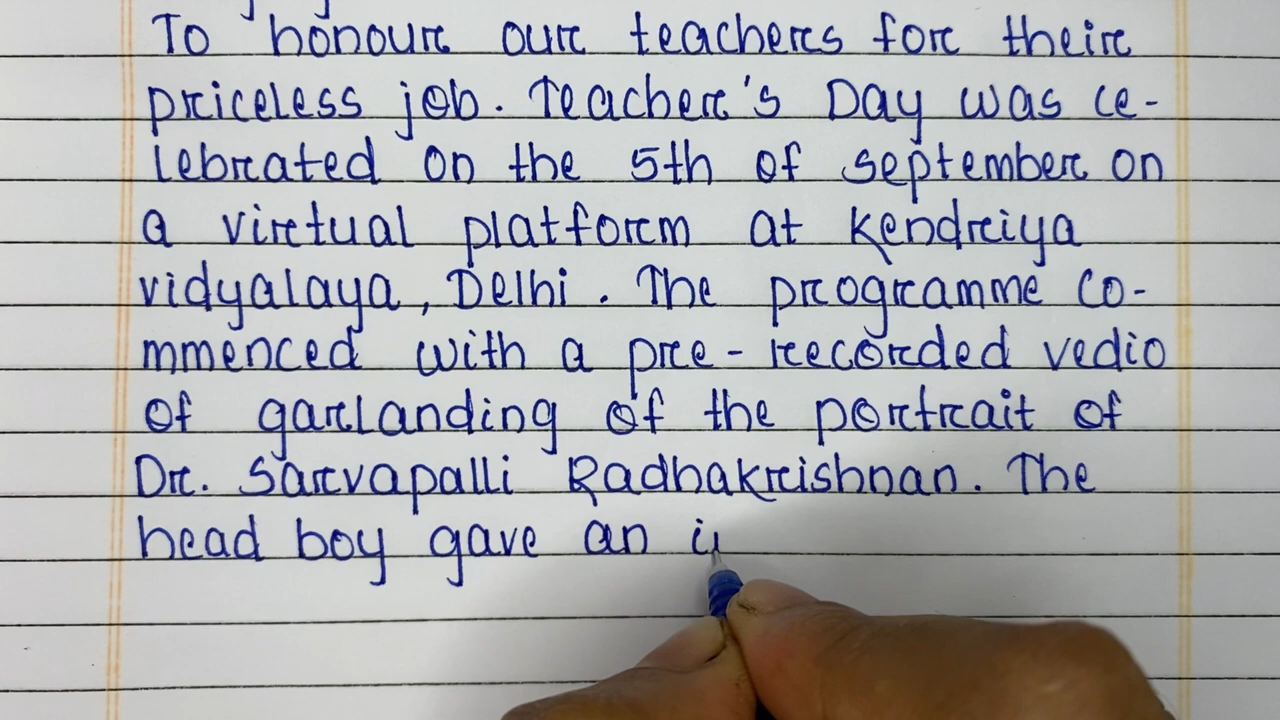 To honour our teachers for their
priceless job. Teacher's Day was ce-
lebrated on the 5th of september on
a virtual platform at Kendriya
vidyalaya, Delhi. The programme co-
mmenced with a pre-recorded vedio
of garlanding of the portrait of
Dr. Sarvapalli Radhakrishnan. The
head boy gave an